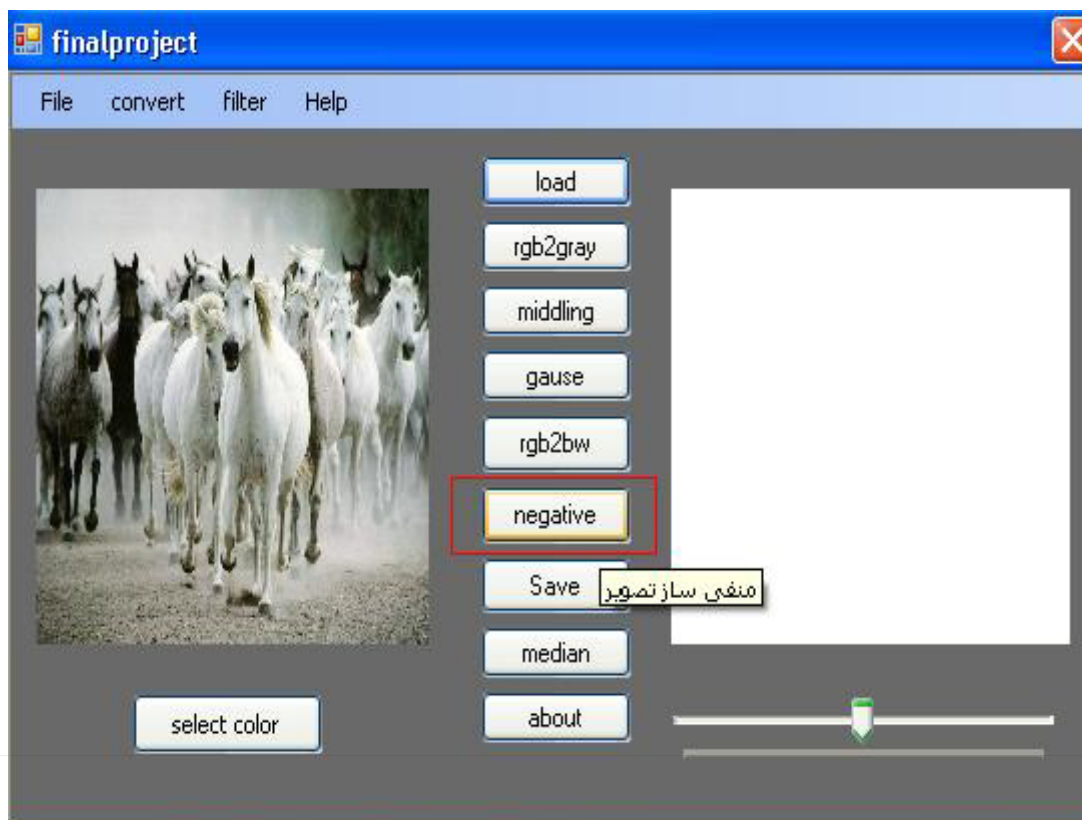 finalproject
File convert filter Help
load
rgb2gray
middling
gause
rgb2bw
negative
Save
منفی ساز تصویر
median
select color
about